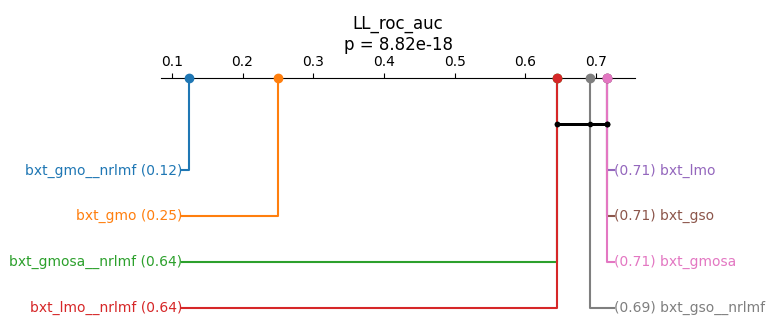 LL_roc_auc
p = 8.82e-18
0.1 0.2 0.3 0.4 0.5 0.6 0.7
bxt_gmo__nrlmf (0.12) (0.71) bxt_lmo
bxt_gmo (0.25) (0.71) bxt_gso
bxt_gmosa__nrlmf (0.64) (0.71) bxt_gmosa
bxt_lmo__nrlmf (0.64) (0.69) bxt_gso__nrlmf